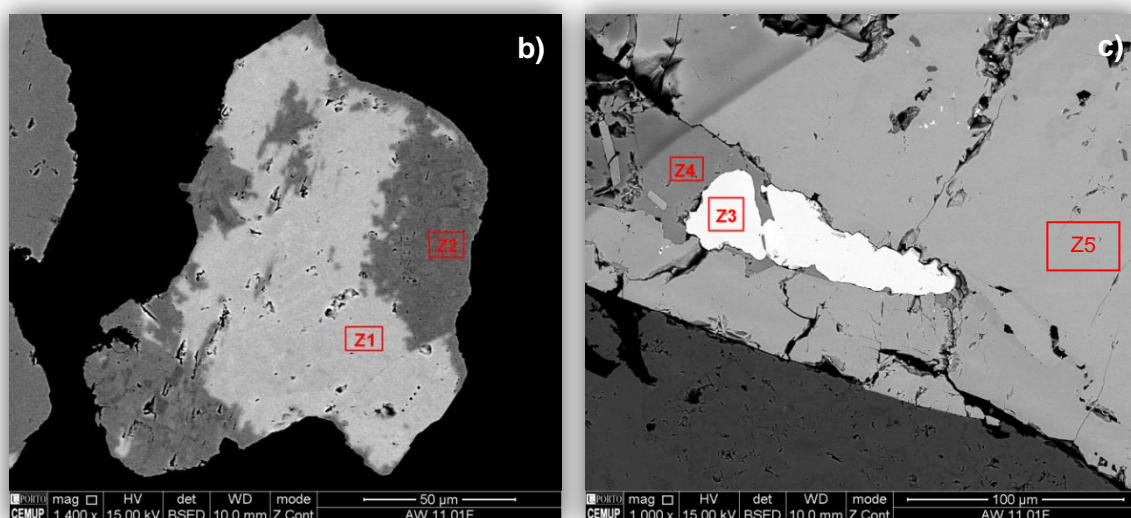 b)
Z2
Z1
U.PORTO mag HV det WD mode 50 µm
CEMUP 1.400 x 15.00 kV BSED 10.0 mm Z Cont AW 11.01F
c)
Z4
Z3
Z5
U.PORTO mag HV det WD mode 100 µm
CEMUP 1.000 x 15.00 kV BSED 10.0 mm Z Cont AW 11.01F